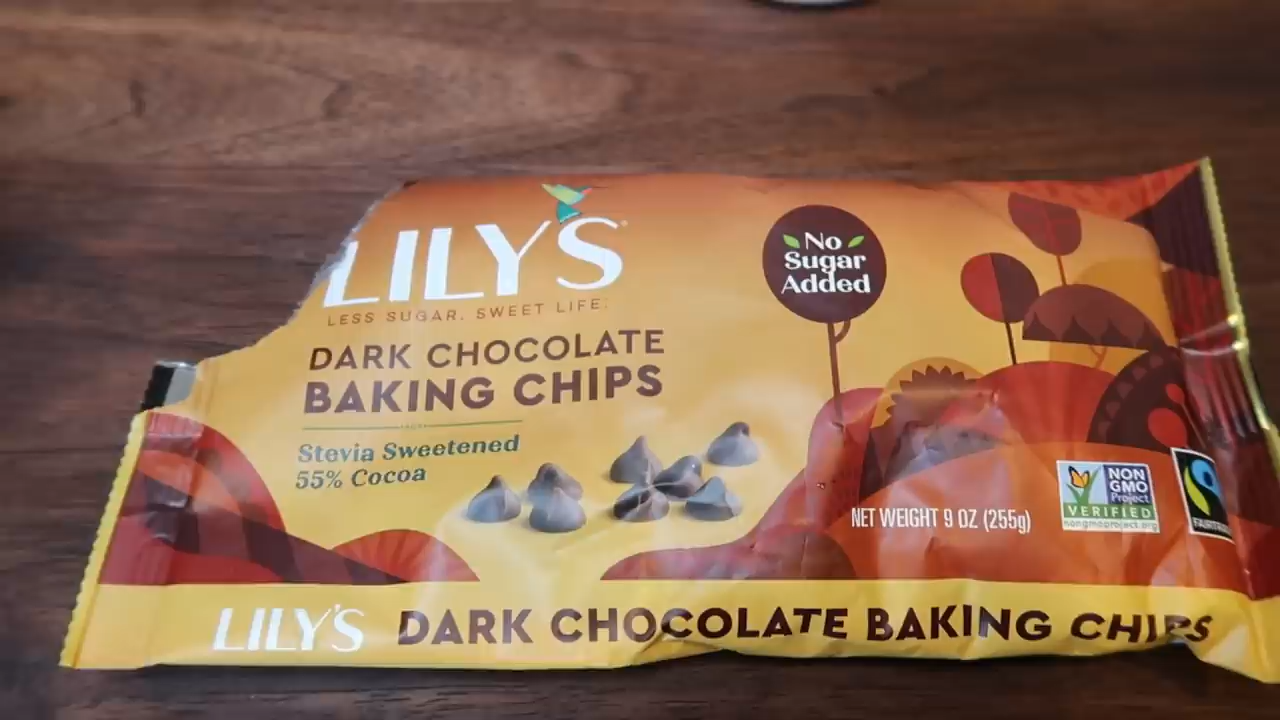 LILY'S
LESS SUGAR. SWEET LIFE.
DARK CHOCOLATE
BAKING CHIPS
Stevia Sweetened
55% Cocoa
No
Sugar
Added
NET WEIGHT 9 OZ (255g)
NON
GMO
Project
VERIFIED
nongmoproject.org
LILY'S DARK CHOCOLATE BAKING CHIPS